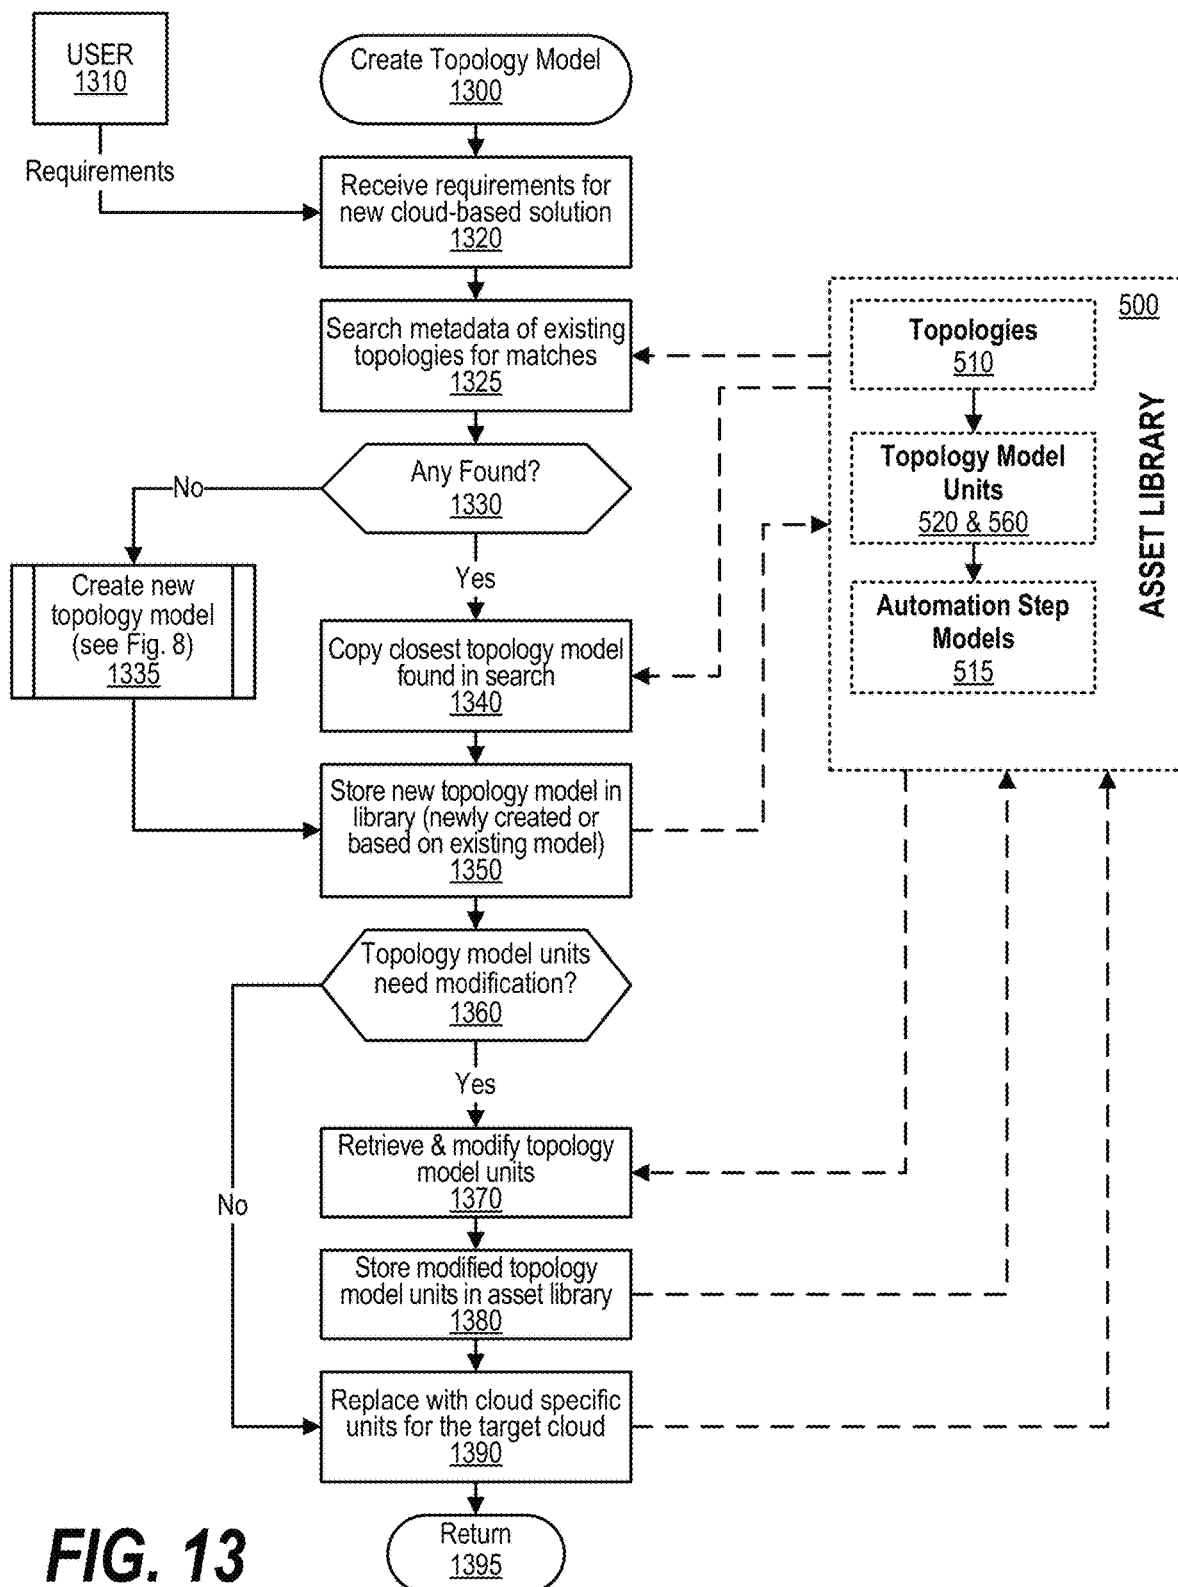 USER
1310
Requirements
Create Topology Model
1300
Receive requirements for
new cloud-based solution
1320
Search metadata of existing
topologies for matches
1325
Any Found?
1330
No
Yes
Create new
topology model
(see Fig. 8)
1335
Copy closest topology model
found in search
1340
Store new topology model in
library (newly created or
based on existing model)
1350
Topology model units
need modification?
1360
Yes
No
Retrieve & modify topology
model units
1370
Store modified topology
model units in asset library
1380
Replace with cloud specific
units for the target cloud
1390
Return
1395
500
Topologies
510
Topology Model
Units
520 & 560
Automation Step
Models
515
ASSET LIBRARY
FIG. 13